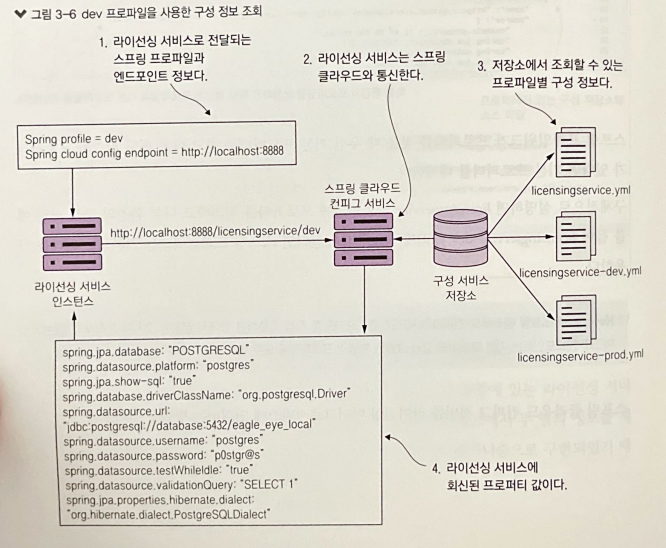 그림 3-6 dev 프로파일을 사용한 구성 정보 조회
1. 라이선싱 서비스로 전달되는
스프링 프로파일과
엔드포인트 정보다.
2. 라이선싱 서비스는 스프링
클라우드와 통신한다.
3. 저장소에서 조회할 수 있는
프로파일별 구성 정보다.
Spring profile = dev
Spring cloud config endpoint = http://localhost:8888
스프링 클라우드
컨피그 서비스
licensingservice.yml
http://localhost:8888/licensingservice/dev
라이선싱 서비스
인스턴스
구성 서비스
저장소
licensingservice-dev.yml
licensingservice-prod.yml
spring.jpa.database: "POSTGRESQL"
spring.datasource.platform: "postgres"
spring.jpa.show-sql: "true"
spring.database.driverClassName: "org.postgresql.Driver"
spring.datasource.url:
"jdbc:postgresql://database:5432/eagle_eye_local"
spring.datasource.username: "postgres"
spring.datasource.password: "p0stgr@s"
spring.datasource.testWhileIdle: "true"
spring.datasource.validationQuery: "SELECT 1"
spring.jpa.properties.hibernate.dialect:
"org.hibernate.dialect.PostgreSQLDialect"
4. 라이선싱 서비스에
회신된 프로퍼티 값이다.